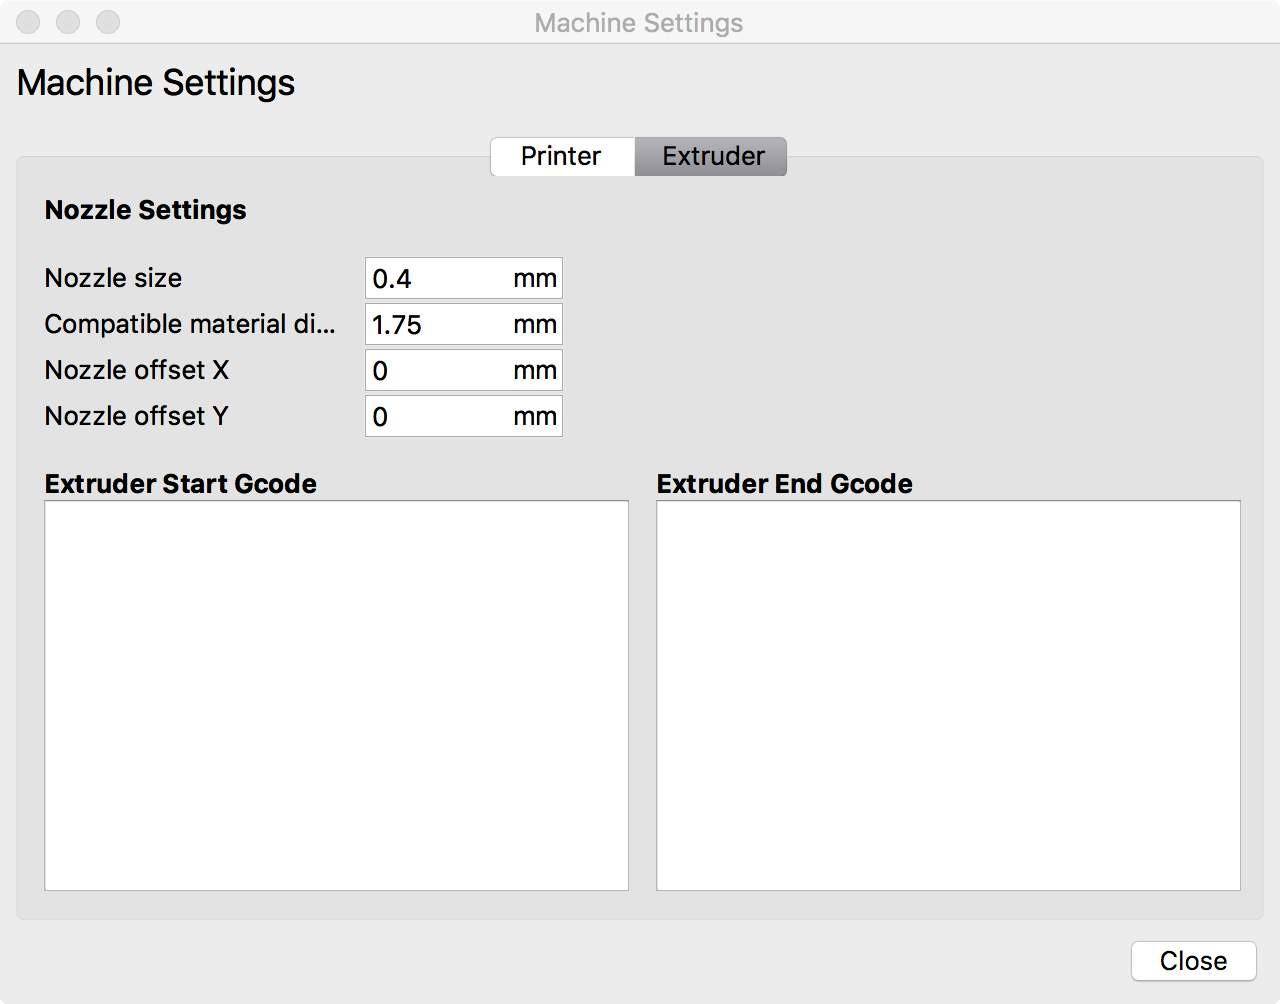 Machine Settings
Machine Settings
Printer
Extruder
Nozzle Settings
Nozzle size
0.4 mm
Compatible material di...
1.75 mm
Nozzle offset X
0 mm
Nozzle offset Y
0 mm
Extruder Start Gcode
Extruder End Gcode
Close